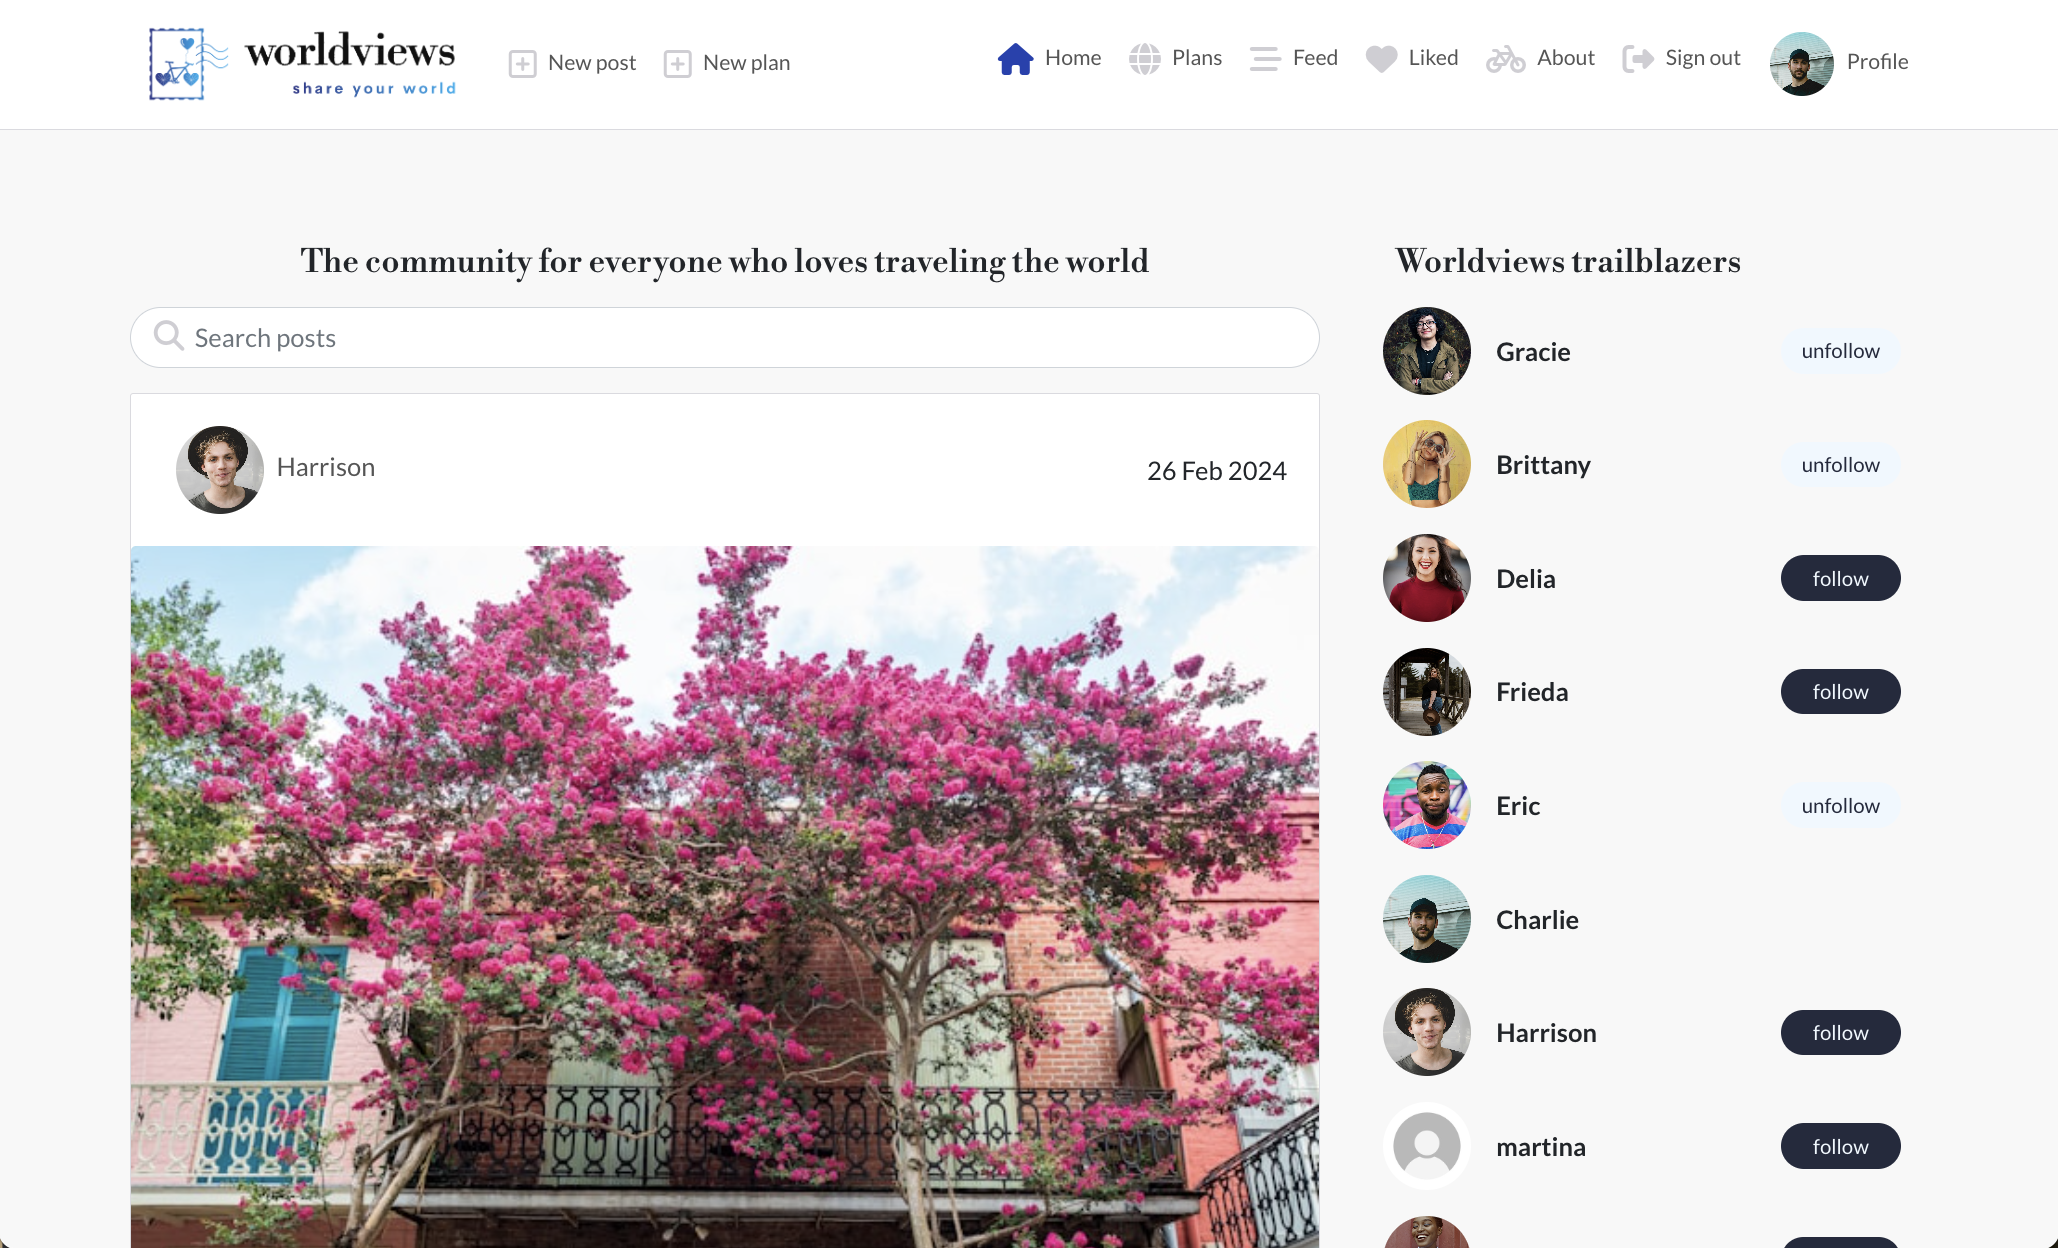 worldviews
share your world
New post
New plan
Home
Plans
Feed
Liked
About
Sign out
Profile
The community for everyone who loves traveling the world
Search posts
Harrison
26 Feb 2024
Worldviews trailblazers
Gracie
unfollow
Brittany
unfollow
Delia
follow
Frieda
follow
Eric
unfollow
Charlie
Harrison
follow
martina
follow